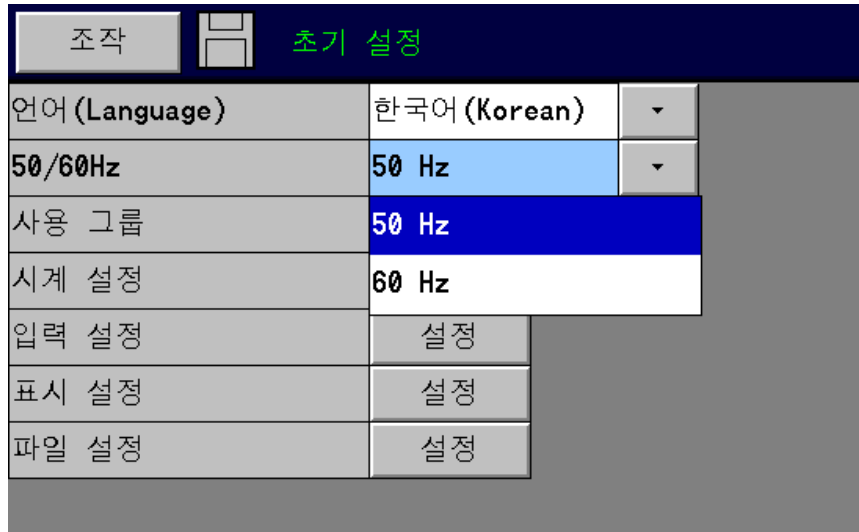 조작 초기 설정
언어(Language) 한국어(Korean)
50/60Hz 50 Hz
사용 그룹 50 Hz
시계 설정 60 Hz
입력 설정 설정
표시 설정 설정
파일 설정 설정